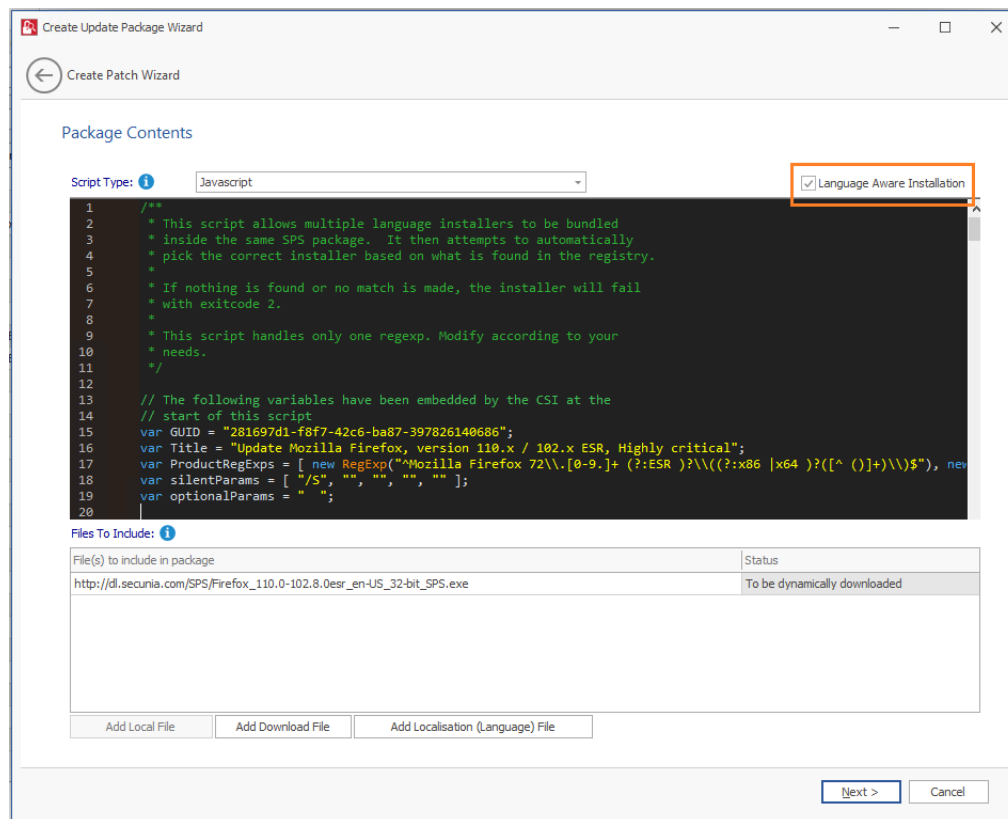 Create Update Package Wizard
Create Patch Wizard
Package Contents
Script Type:
Javascript
Language Aware Installation
1 /**
2 * This script allows multiple language installers to be bundled
3 * inside the same SPS package.  It then attempts to automatically
4 * pick the correct installer based on what is found in the registry.
5 *
6 * If nothing is found or no match is made, the installer will fail
7 * with exitcode 2.
8 *
9 * This script handles only one regexp. Modify according to your
10 * needs.
11 */
12
13 // The following variables have been embedded by the CSI at the
14 // start of this script
15 var GUID = "281697d1-f8f7-42c6-ba87-397826140686";
16 var Title = "Update Mozilla Firefox, version 110.x / 102.x ESR, Highly critical";
17 var ProductRegExps = [ new RegExp("^Mozilla Firefox 72\\.[0-9.]+ (?:ESR )?\\((?:x86 |x64 )?([^ ()]+)\\)$"), new
18 var silentParams = [ "/S", "", "", "", "" ];
19 var optionalParams = "  ";
20
Files To Include:
File(s) to include in package
Status
http://dl.secunia.com/SPS/Firefox_110.0-102.8.0esr_en-US_32-bit_SPS.exe
To be dynamically downloaded
Add Local File
Add Download File
Add Localisation (Language) File
Next >
Cancel